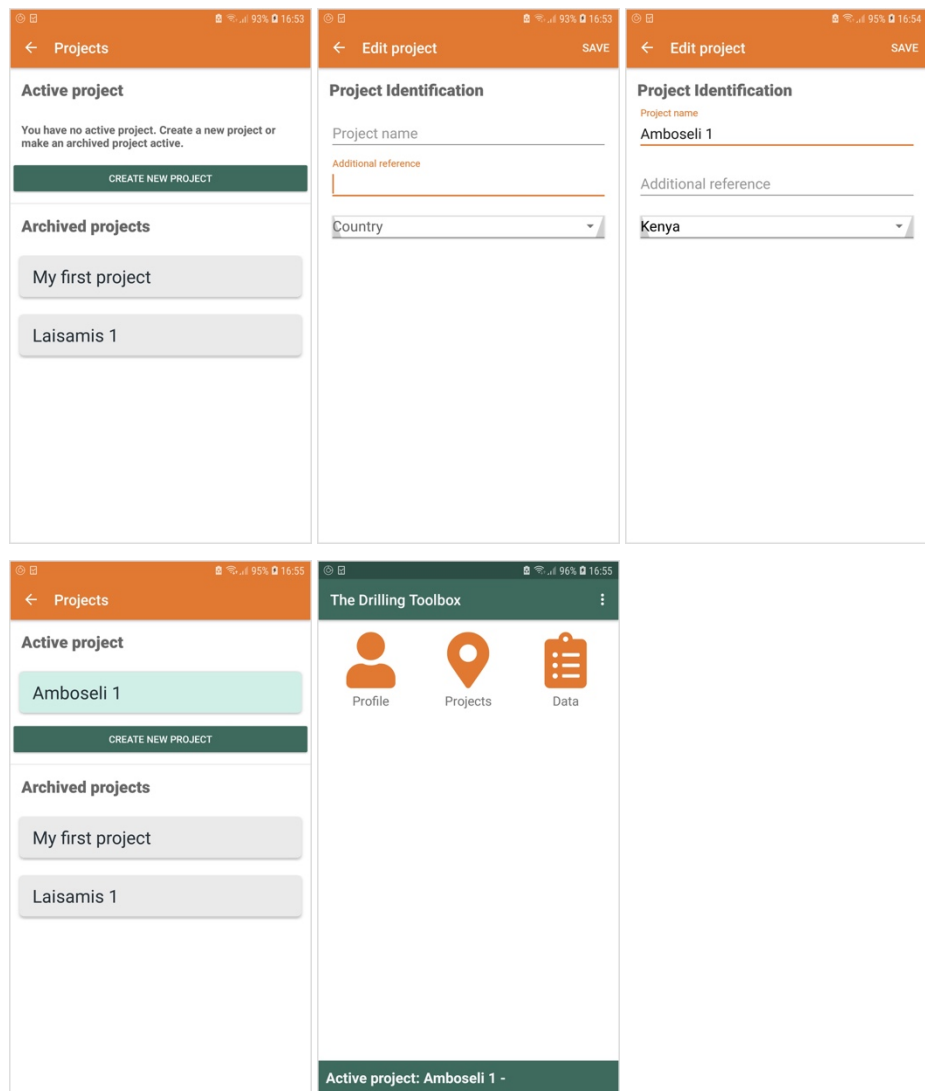 93% 16:53
Projects
Active project
You have no active project. Create a new project or
make an archived project active.
CREATE NEW PROJECT
Archived projects
My first project
Laisamis 1
93% 16:53
Edit project SAVE
Project Identification
Project name
Additional reference
Country
95% 16:54
Edit project SAVE
Project Identification
Project name
Amboseli 1
Additional reference
Kenya
95% 16:55
Projects
Active project
Amboseli 1
CREATE NEW PROJECT
Archived projects
My first project
Laisamis 1
96% 16:55
The Drilling Toolbox
Profile Projects Data
Active project: Amboseli 1 -